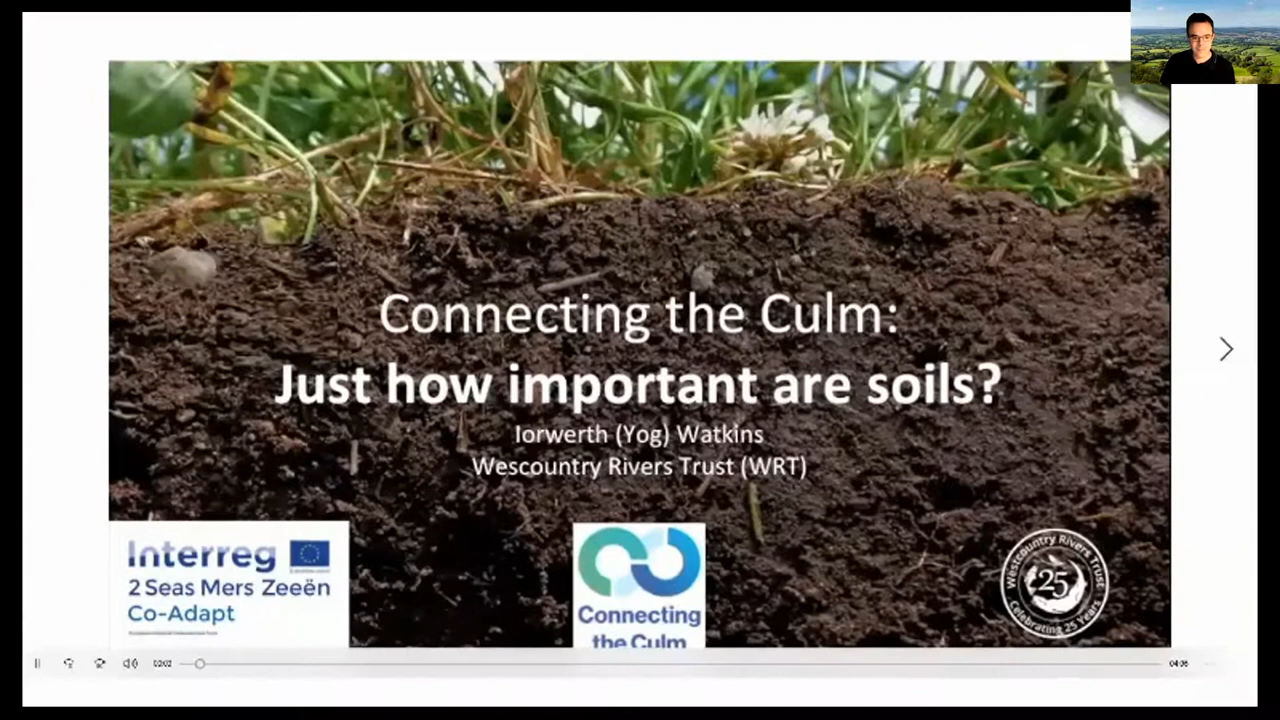 Connecting the Culm:
Just how important are soils?
Iorwerth (Yog) Watkins
Wescountry Rivers Trust (WRT)
Interreg
2 Seas Mers Zeeën
Co-Adapt
Connecting
the Culm
Westcountry Rivers Trust
25
Celebrating 25 Years